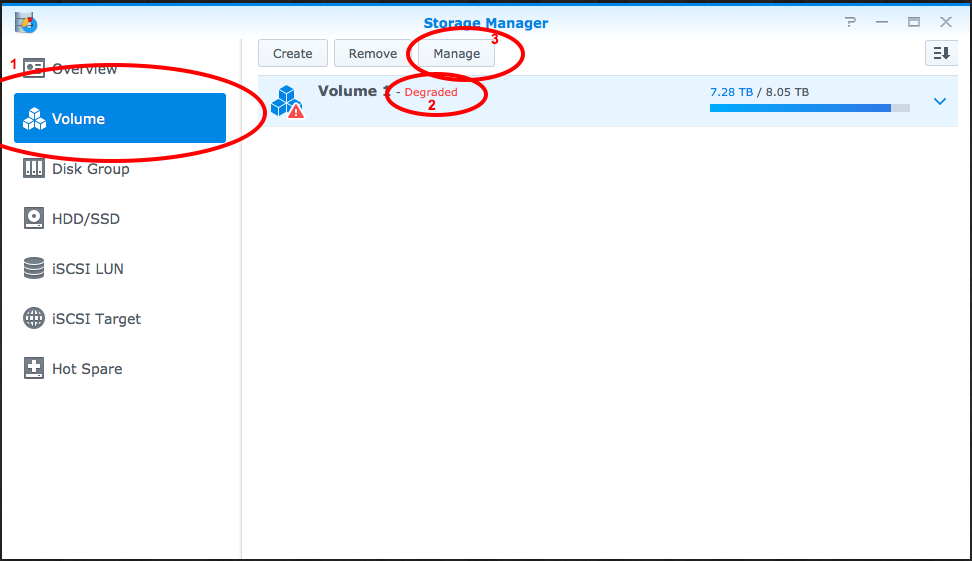 Storage Manager
?
Create
Remove
Manage
3
1
Overview
Volume 1 - Degraded
2
7.28 TB / 8.05 TB
Volume
Disk Group
HDD/SSD
iSCSI LUN
iSCSI Target
Hot Spare